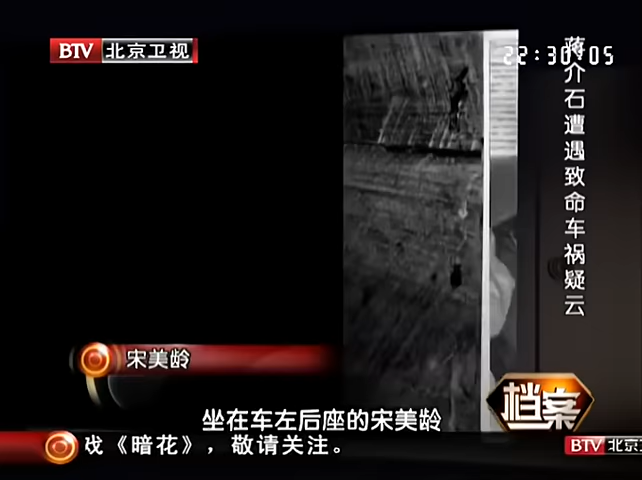 BTV 北京卫视
22:30:05
蒋介石遭遇致命车祸疑云
宋美龄
档案
坐在车左后座的宋美龄
戏《暗花》，敬请关注。
BTV 北京卫